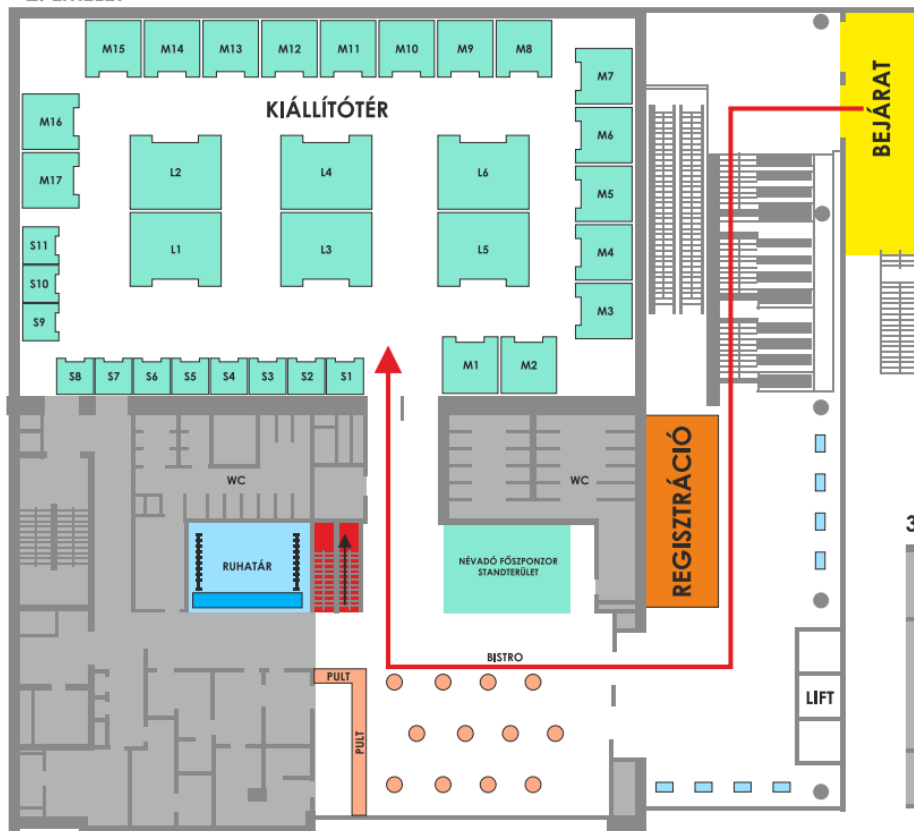 M15 M14 M13 M12 M11 M10 M9 M8
M7
KIÁLLÍTÓTÉR
BEJÁRAT
M16
M6
M17
L2 L4 L6
M5
S11
L1 L3 L5
M4
S10
S9
M3
S8 S7 S6 S5 S4 S3 S2 S1
M1 M2
WC
WC
REGISZTRÁCIÓ
RUHATÁR
NÉVADÓ FŐSZPONZOR
STANDTERÜLET
BISTRO
PULT
PULT
LIFT
3